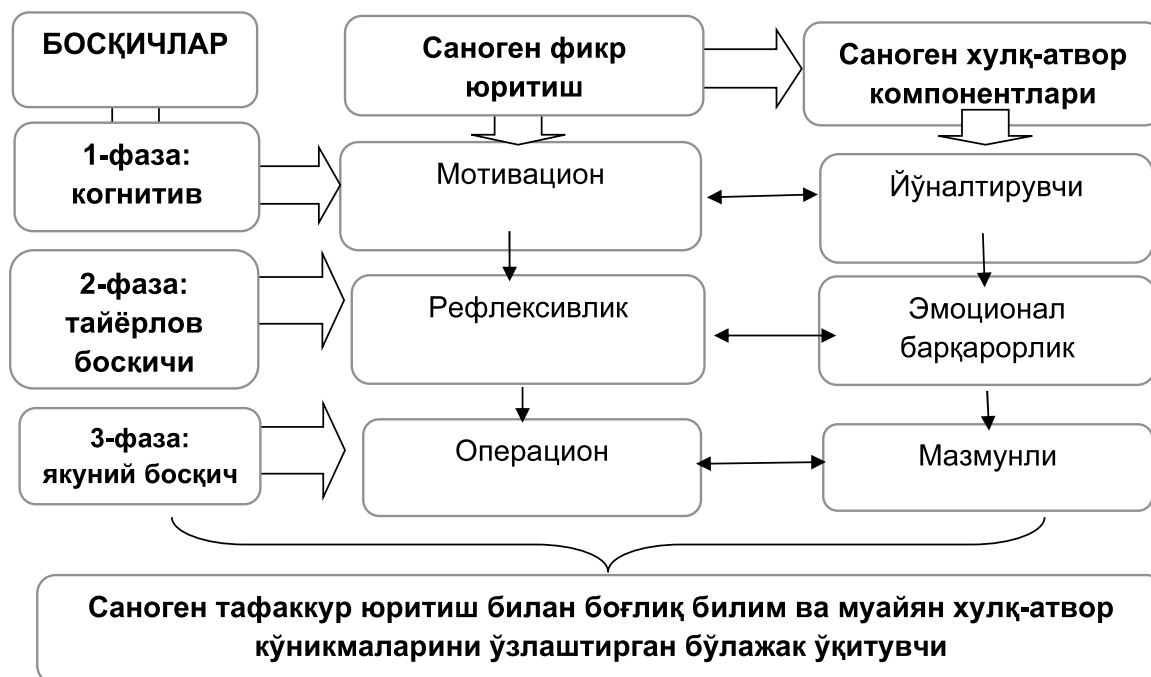 БОСҚИЧЛАР
Саноген фикр
юритиш
Саноген хулқ-атвор
компонентлари
1-фаза:
когнитив
Мотивацион
Йўналтирувчи
2-фаза:
тайёрлов
босқичи
Рефлексивлик
Эмоционал
барқарорлик
3-фаза:
якуний босқич
Операцион
Мазмунли
Саноген тафаккур юритиш билан боғлиқ билим ва муайян хулқ-атвор
кўникмаларини ўзлаштирган бўлажак ўқитувчи